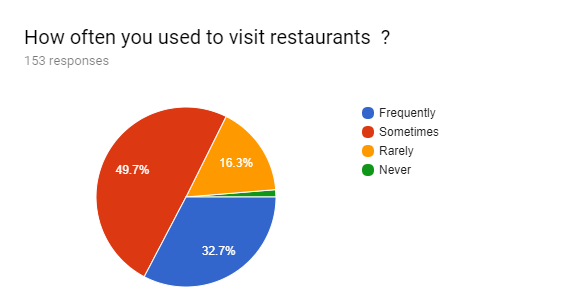 How often you used to visit restaurants  ?
153 responses
Frequently
Sometimes
Rarely
Never
49.7%
16.3%
32.7%